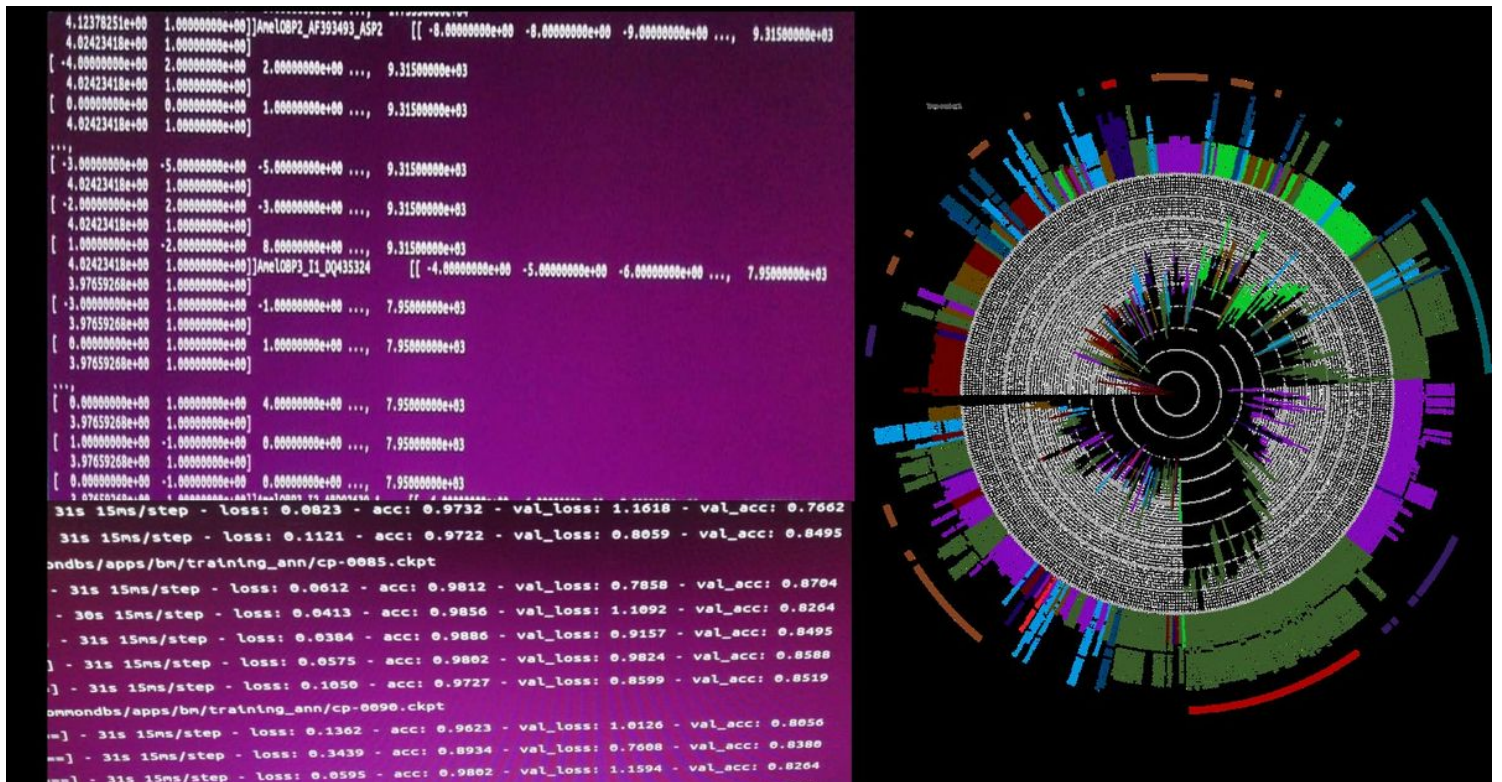 4.12378251e+00 1.00000000e+00]]AmelOBP2_AF393493_ASP2 [[ -8.00000000e+00 -8.00000000e+00 -9.00000000e+00 ..., 9.31500000e+03
4.02423418e+00 1.00000000e+00]
[ -4.00000000e+00 2.00000000e+00 2.00000000e+00 ..., 9.31500000e+03
4.02423418e+00 1.00000000e+00]
[ 0.00000000e+00 0.00000000e+00 1.00000000e+00 ..., 9.31500000e+03
4.02423418e+00 1.00000000e+00]
...,
[ -3.00000000e+00 -5.00000000e+00 -5.00000000e+00 ..., 9.31500000e+03
4.02423418e+00 1.00000000e+00]
[ -2.00000000e+00 2.00000000e+00 -3.00000000e+00 ..., 9.31500000e+03
4.02423418e+00 1.00000000e+00]
[ 1.00000000e+00 -2.00000000e+00 8.00000000e+00 ..., 9.31500000e+03
4.02423418e+00 1.00000000e+00]]AmelOBP3_I1_DQ435324 [[ -4.00000000e+00 -5.00000000e+00 -6.00000000e+00 ..., 7.95000000e+03
3.97659268e+00 1.00000000e+00]
[ -3.00000000e+00 1.00000000e+00 -1.00000000e+00 ..., 7.95000000e+03
3.97659268e+00 1.00000000e+00]
[ 0.00000000e+00 2.00000000e+00 1.00000000e+00 ..., 7.95000000e+03
3.97659268e+00 1.00000000e+00]
...,
[ 0.00000000e+00 1.00000000e+00 4.00000000e+00 ..., 7.95000000e+03
3.97659268e+00 1.00000000e+00]
[ 1.00000000e+00 -1.00000000e+00 0.00000000e+00 ..., 7.95000000e+03
3.97659268e+00 1.00000000e+00]
[ 0.00000000e+00 -1.00000000e+00 0.00000000e+00 ..., 7.95000000e+03
31s 15ms/step - loss: 0.0823 - acc: 0.9732 - val_loss: 1.1618 - val_acc: 0.7662
31s 15ms/step - loss: 0.1121 - acc: 0.9722 - val_loss: 0.8059 - val_acc: 0.8495
ondbs/apps/bm/training_ann/cp-0085.ckpt
- 31s 15ms/step - loss: 0.0612 - acc: 0.9812 - val_loss: 0.7858 - val_acc: 0.8704
- 30s 15ms/step - loss: 0.0413 - acc: 0.9856 - val_loss: 1.1092 - val_acc: 0.8264
- 31s 15ms/step - loss: 0.0384 - acc: 0.9886 - val_loss: 0.9157 - val_acc: 0.8495
] - 31s 15ms/step - loss: 0.0575 - acc: 0.9802 - val_loss: 0.9824 - val_acc: 0.8588
] - 31s 15ms/step - loss: 0.1050 - acc: 0.9727 - val_loss: 0.8599 - val_acc: 0.8519
ommondbs/apps/bm/training_ann/cp-0090.ckpt
=] - 31s 15ms/step - loss: 0.1362 - acc: 0.9623 - val_loss: 1.0126 - val_acc: 0.8056
==] - 31s 15ms/step - loss: 0.3439 - acc: 0.8934 - val_loss: 0.7608 - val_acc: 0.8380
==] - 31s 15ms/step - loss: 0.0595 - acc: 0.9802 - val_loss: 1.1594 - val_acc: 0.8264